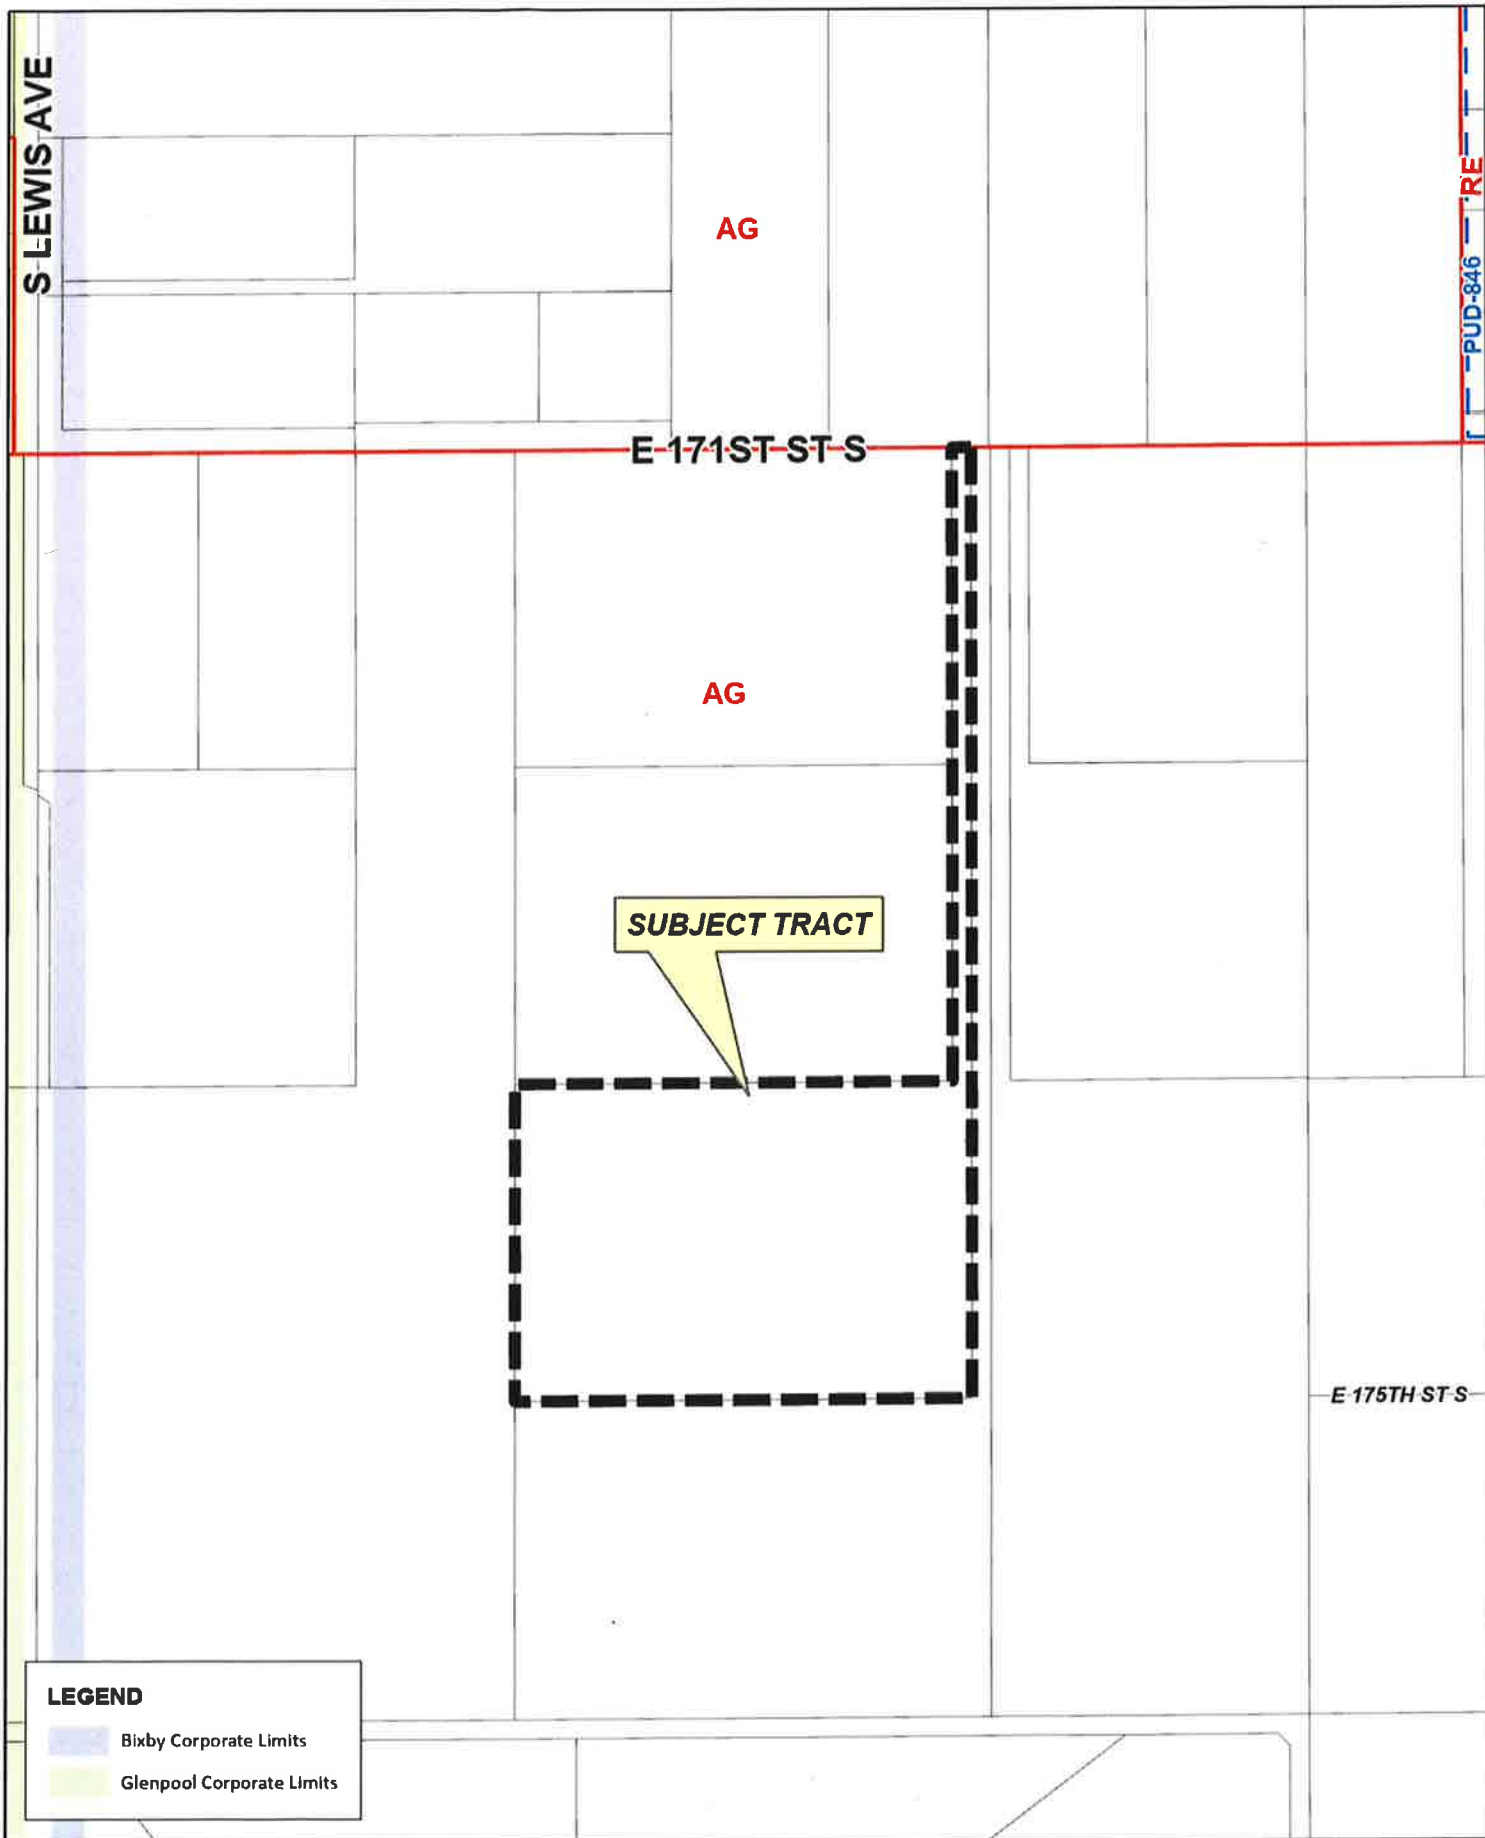 S LEWIS AVE
AG
RE
PUD-846
E 171ST ST S
AG
SUBJECT TRACT
E 175TH ST S
LEGEND
Bixby Corporate Limits
Glenpool Corporate Limits